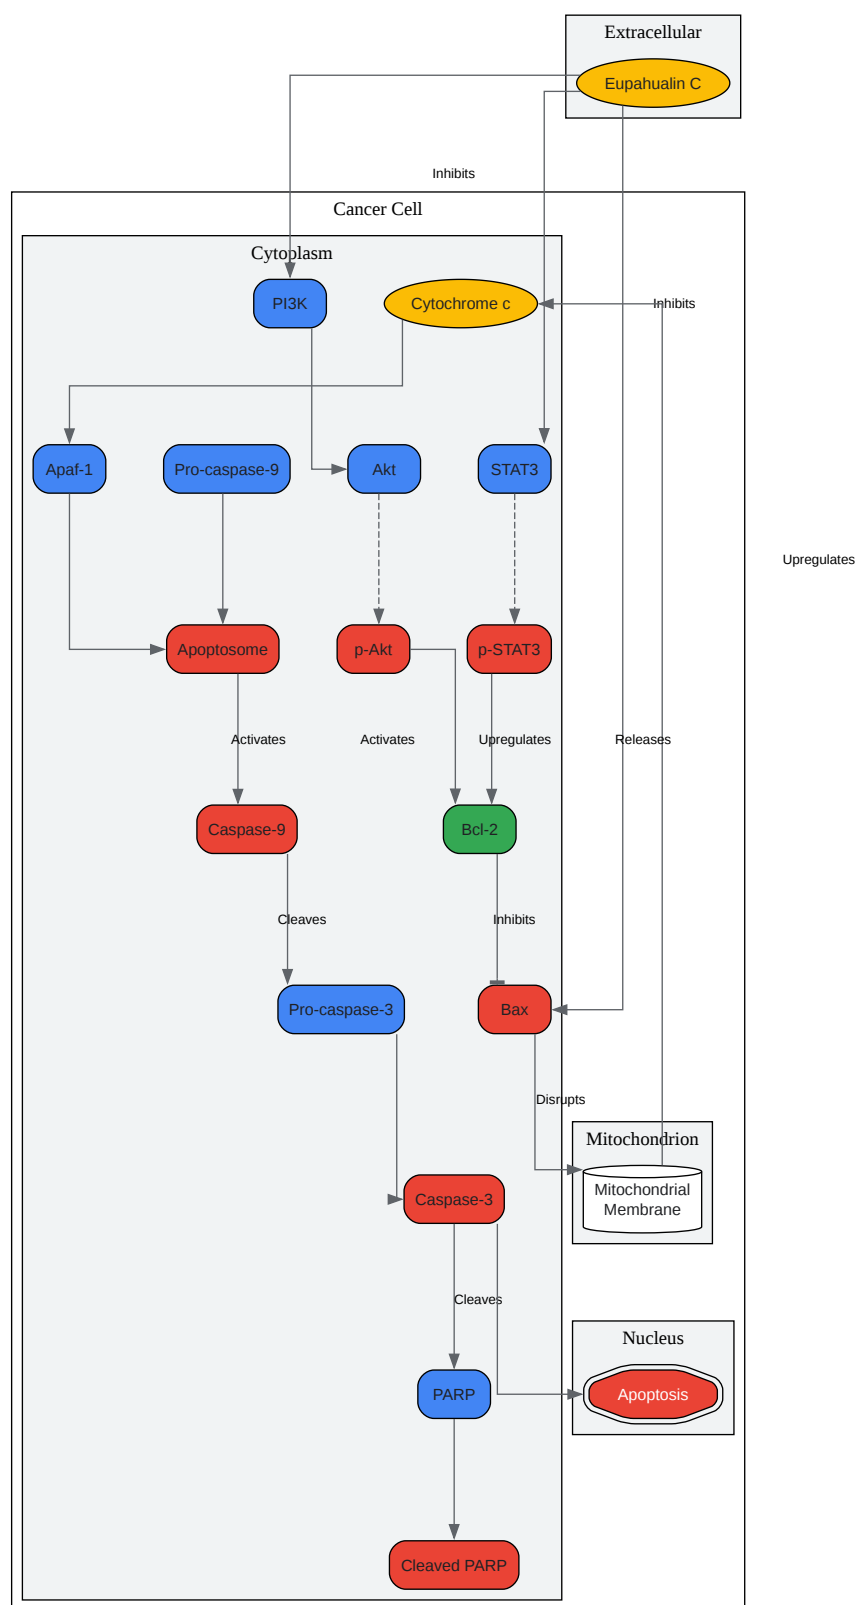 Extracellular
Eupahualin C
Inhibits
Cancer Cell
Cytoplasm
PI3K
Cytochrome c
Inhibits
Apaf-1
Pro-caspase-9
Akt
STAT3
Upregulates
Apoptosome
p-Akt
p-STAT3
Activates
Activates
Upregulates
Releases
Caspase-9
Bcl-2
Cleaves
Inhibits
Pro-caspase-3
Bax
Disrupts
Mitochondrion
Mitochondrial
Membrane
Caspase-3
Cleaves
Nucleus
PARP
Apoptosis
Cleaved PARP